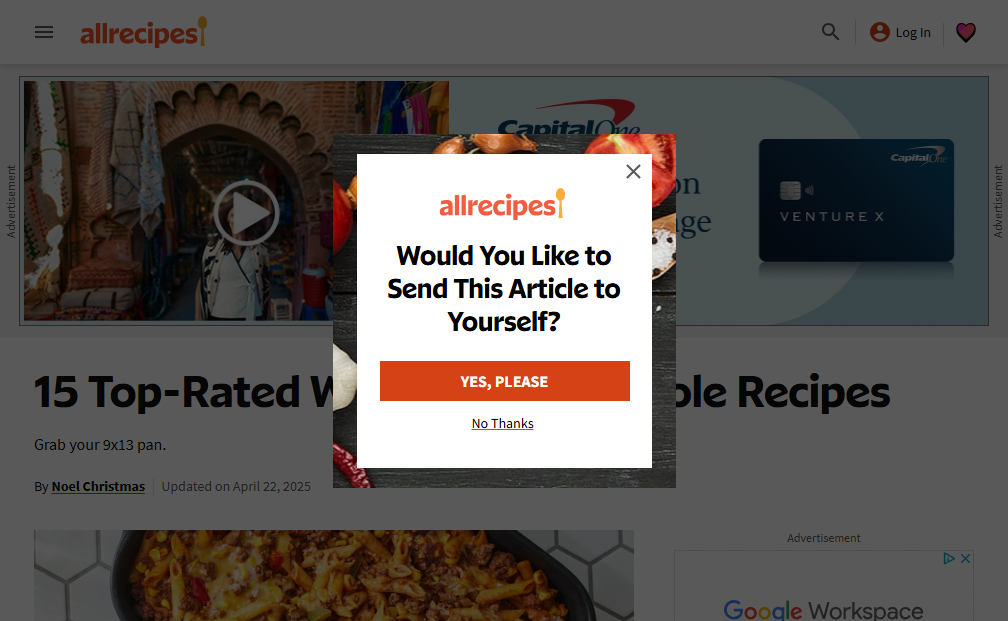 allrecipes
Log In
Advertisement
Capital One
on
ge
Capital One
VENTURE X
Advertisement
allrecipes
Would You Like to
Send This Article to
Yourself?
YES, PLEASE
No Thanks
15 Top-Rated W
ole Recipes
Grab your 9x13 pan.
By Noel Christmas
Updated on April 22, 2025
Advertisement
Google Workspace